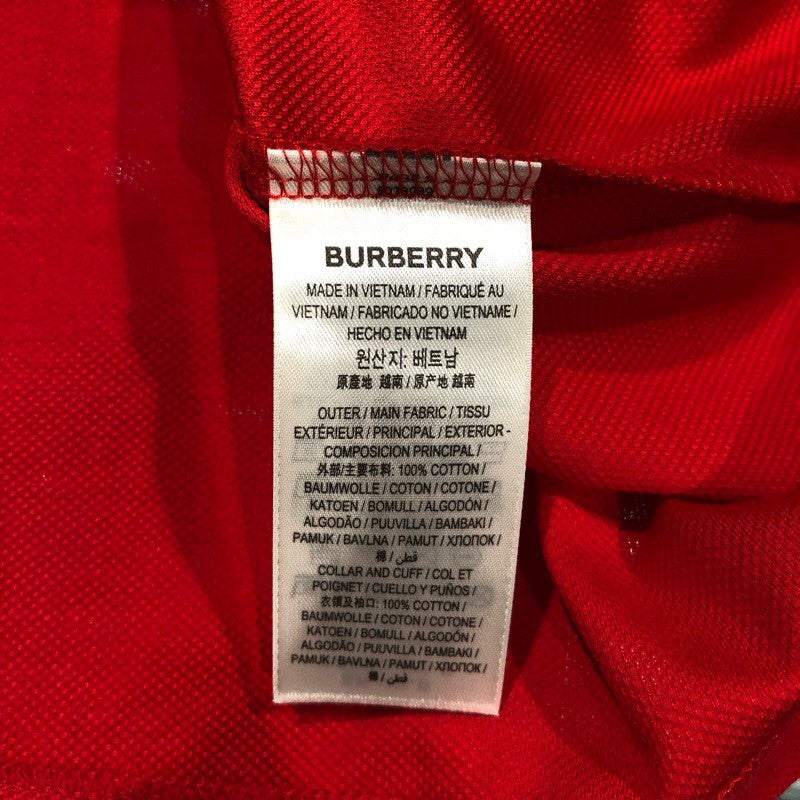 BURBERRY
MADE IN VIETNAM / FABRIQUÉ AU
VIETNAM / FABRICADO NO VIETNAME /
HECHO EN VIETNAM
원산지: 베트남
原產地 越南 / 原产地 越南
OUTER / MAIN FABRIC / TISSU
EXTÉRIEUR / PRINCIPAL / EXTERIOR -
COMPOSICION PRINCIPAL /
外部/主要布料: 100% COTTON /
BAUMWOLLE / COTON / COTONE /
KATOEN / BOMULL / ALGODÓN /
ALGODÃO / PUUVILLA / BAMBAKI /
PAMUK / BAVLNA / PAMUT / ХЛОПОК /
棉 / قطن /
COLLAR AND CUFF / COL ET
POIGNET / CUELLO Y PUÑOS /
衣領及袖口: 100% COTTON /
BAUMWOLLE / COTON / COTONE /
KATOEN / BOMULL / ALGODÓN /
ALGODÃO / PUUVILLA / BAMBAKI /
PAMUK / BAVLNA / PAMUT / ХЛОПОК /
棉 / قطن /